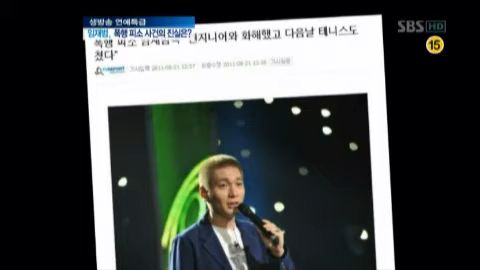 생방송 연예특급
SBS HD
임재범, 폭행 피소 사건의 진실은?
15
폭행 피소 임재범측 "엔지니어와 화해했고 다음날 테니스도
쳤다"